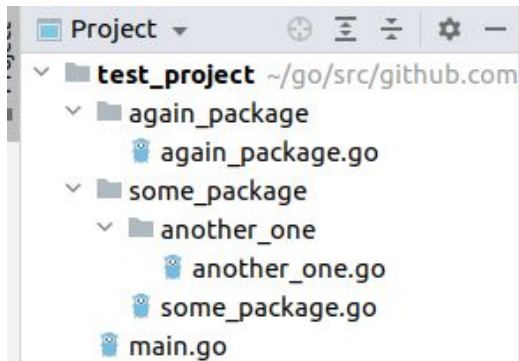 Project
test_project ~/go/src/github.com
again_package
again_package.go
some_package
another_one
another_one.go
some_package.go
main.go